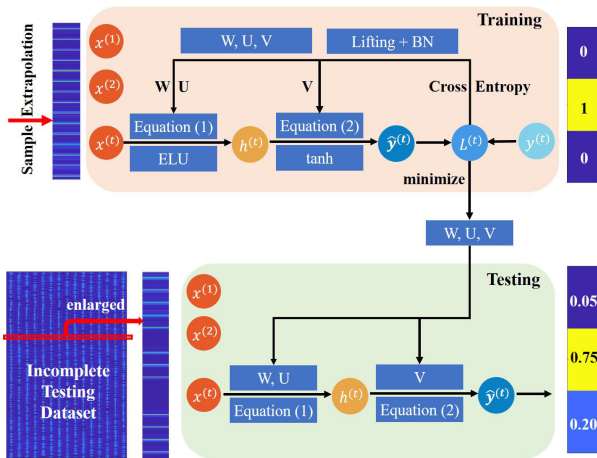 Training
Sample Extrapolation
x^(1)
W, U, V
Lifting + BN
0
x^(2)
W U
V
Cross Entropy
1
x^(t)
Equation (1)
ELU
h^(t)
Equation (2)
tanh
ŷ^(t)
L^(t)
y^(t)
0
minimize
W, U, V
Testing
enlarged
Incomplete
Testing
Dataset
x^(1)
0.05
x^(2)
0.75
x^(t)
W, U
Equation (1)
h^(t)
V
Equation (2)
ŷ^(t)
0.20